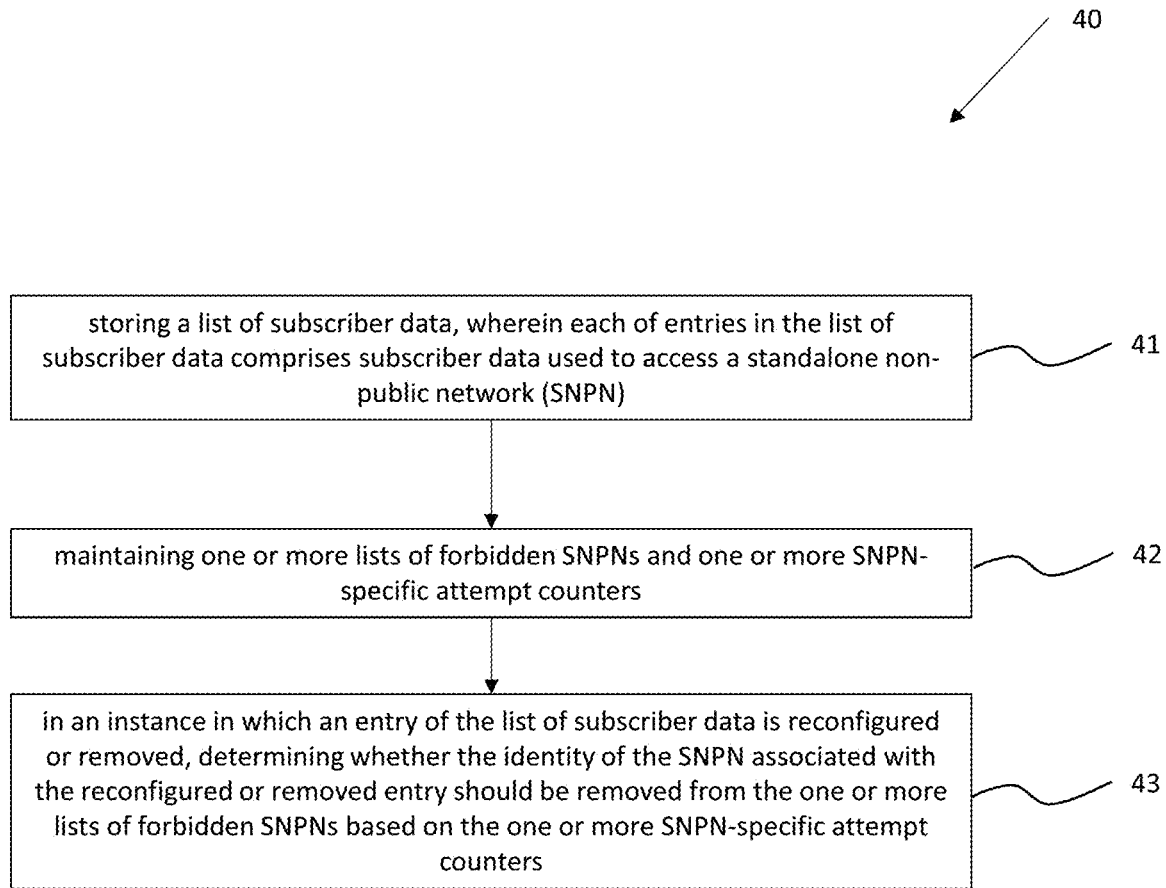 40
storing a list of subscriber data, wherein each of entries in the list of
subscriber data comprises subscriber data used to access a standalone non-
public network (SNPN)
41
maintaining one or more lists of forbidden SNPNs and one or more SNPN-
specific attempt counters
42
in an instance in which an entry of the list of subscriber data is reconfigured
or removed, determining whether the identity of the SNPN associated with
the reconfigured or removed entry should be removed from the one or more
lists of forbidden SNPNs based on the one or more SNPN-specific attempt
counters
43